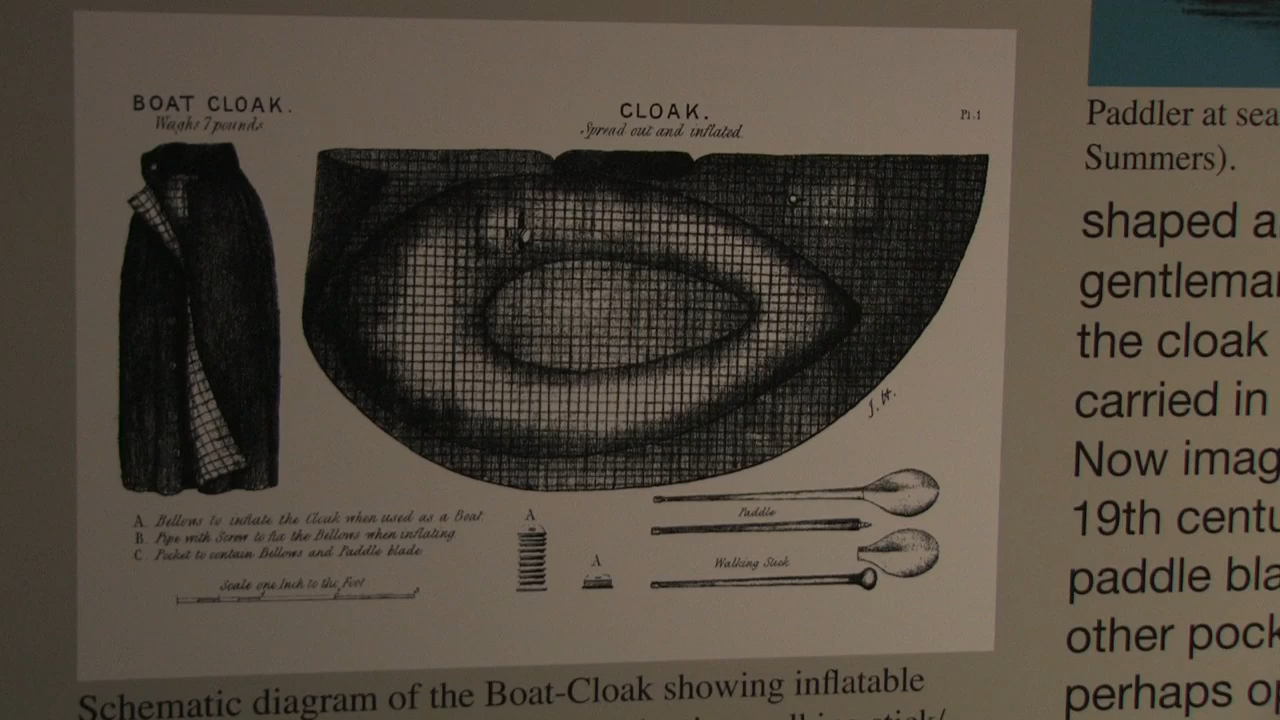 BOAT CLOAK.
Weighs 7 pounds
CLOAK.
Spread out and inflated.
Pl. 1
J. H.
A. Bellows to inflate the Cloak when used as a Boat.
B. Pipe with Screw to fix the Bellows when inflating
C. Pocket to contain Bellows and Paddle blade
Scale one Inch to the Foot
A
A
Paddle
Walking Stick
Schematic diagram of the Boat-Cloak showing inflatable
Paddler at sea
Summers).
shaped a
gentleman
the cloak
carried in
Now imag
19th centu
paddle bla
other pock
perhaps op